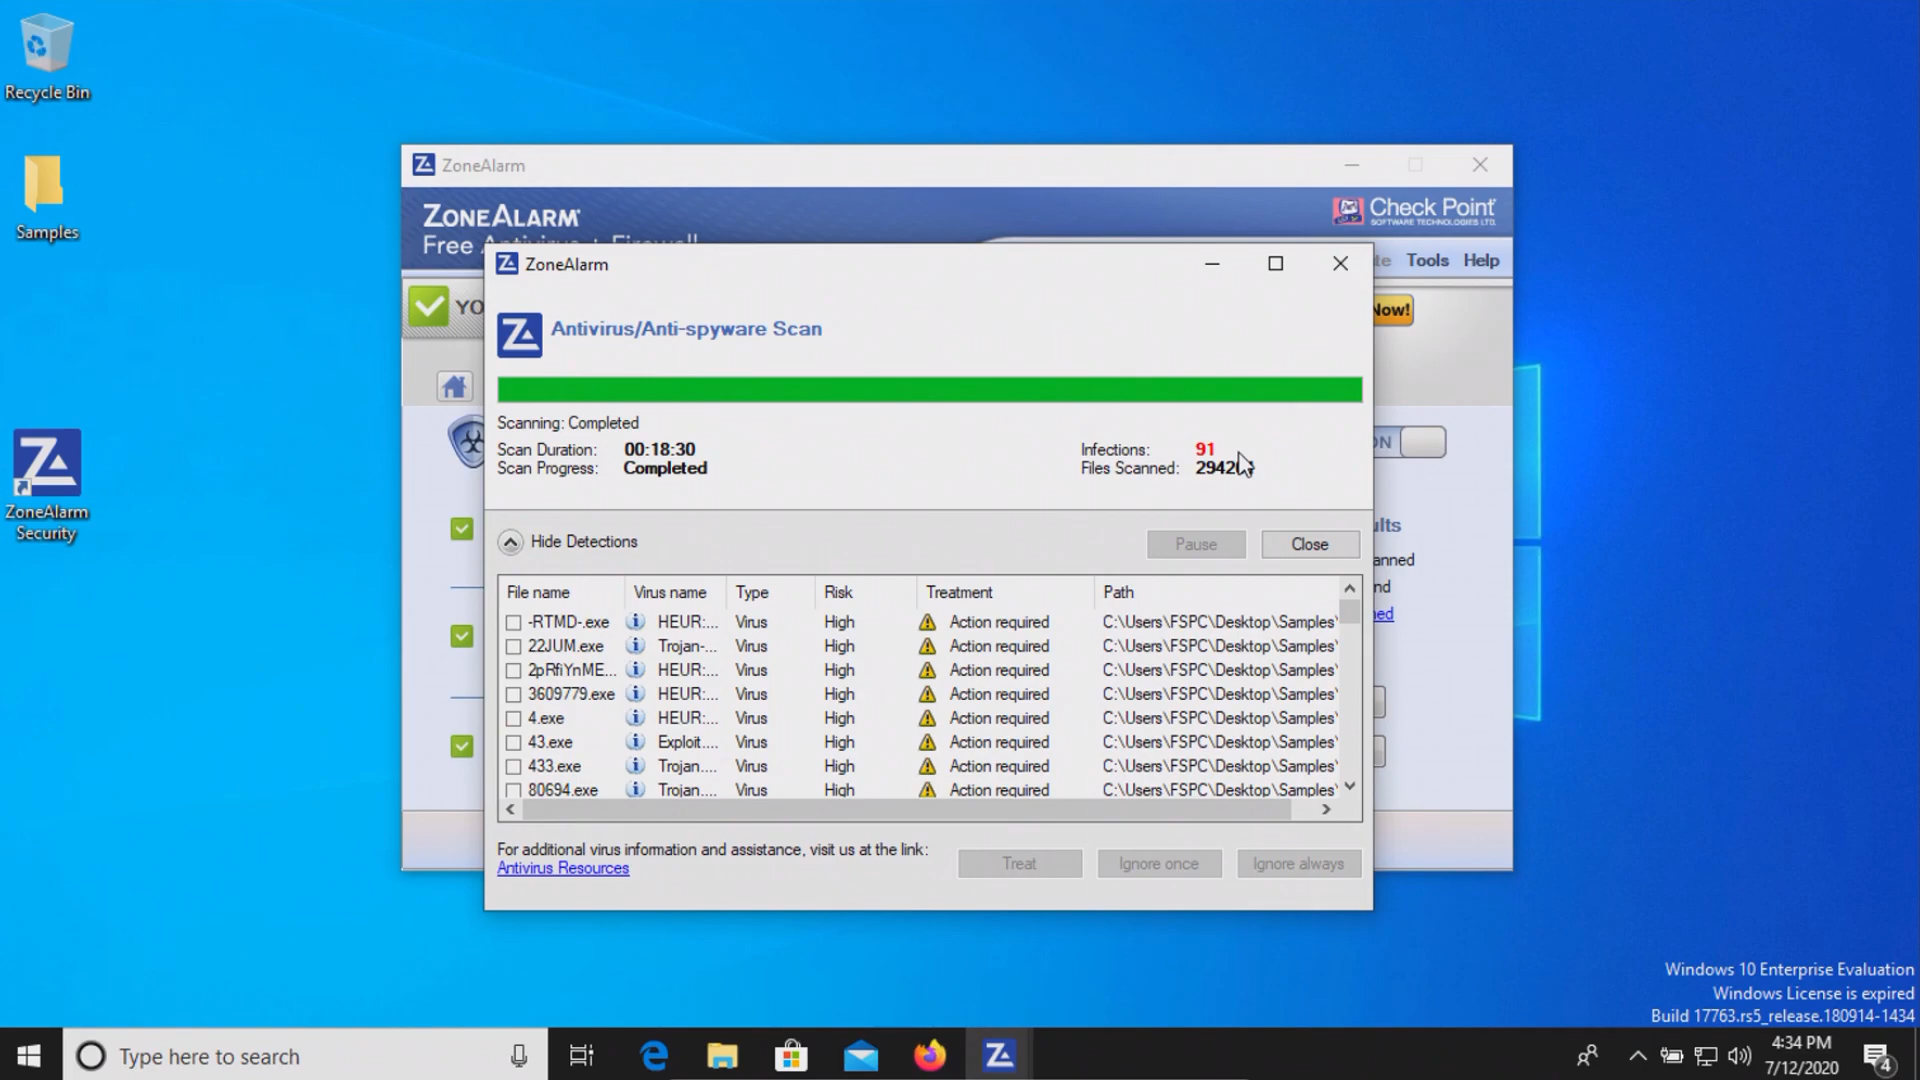 Recycle Bin
Samples
ZoneAlarm
Security
ZoneAlarm
ZONEALARM
Free Antivirus + Firewall
Check Point
SOFTWARE TECHNOLOGIES LTD.
Tools Help
YO
Now!
ON
ZoneAlarm
Antivirus/Anti-spyware Scan
Scanning: Completed
Scan Duration: 00:18:30 Infections: 91
Scan Progress: Completed Files Scanned:
Hide Detections Pause Close
File name Virus name Type Risk Treatment Path
-RTMD-.exe HEUR:... Virus High Action required C:\Users\FSPC\Desktop\Samples\
22JUM.exe Trojan-... Virus High Action required C:\Users\FSPC\Desktop\Samples\
2pRfiYnME... HEUR:... Virus High Action required C:\Users\FSPC\Desktop\Samples\
3609779.exe HEUR:... Virus High Action required C:\Users\FSPC\Desktop\Samples\
4.exe HEUR:... Virus High Action required C:\Users\FSPC\Desktop\Samples\
43.exe Exploit.... Virus High Action required C:\Users\FSPC\Desktop\Samples\
433.exe Trojan.... Virus High Action required C:\Users\FSPC\Desktop\Samples\
80694.exe Trojan.... Virus High Action required C:\Users\FSPC\Desktop\Samples\
For additional virus information and assistance, visit us at the link:
Antivirus Resources
Treat Ignore once Ignore always
Windows 10 Enterprise Evaluation
Windows License is expired
Build 17763.rs5_release.180914-1434
Type here to search
4:34 PM
7/12/2020
4